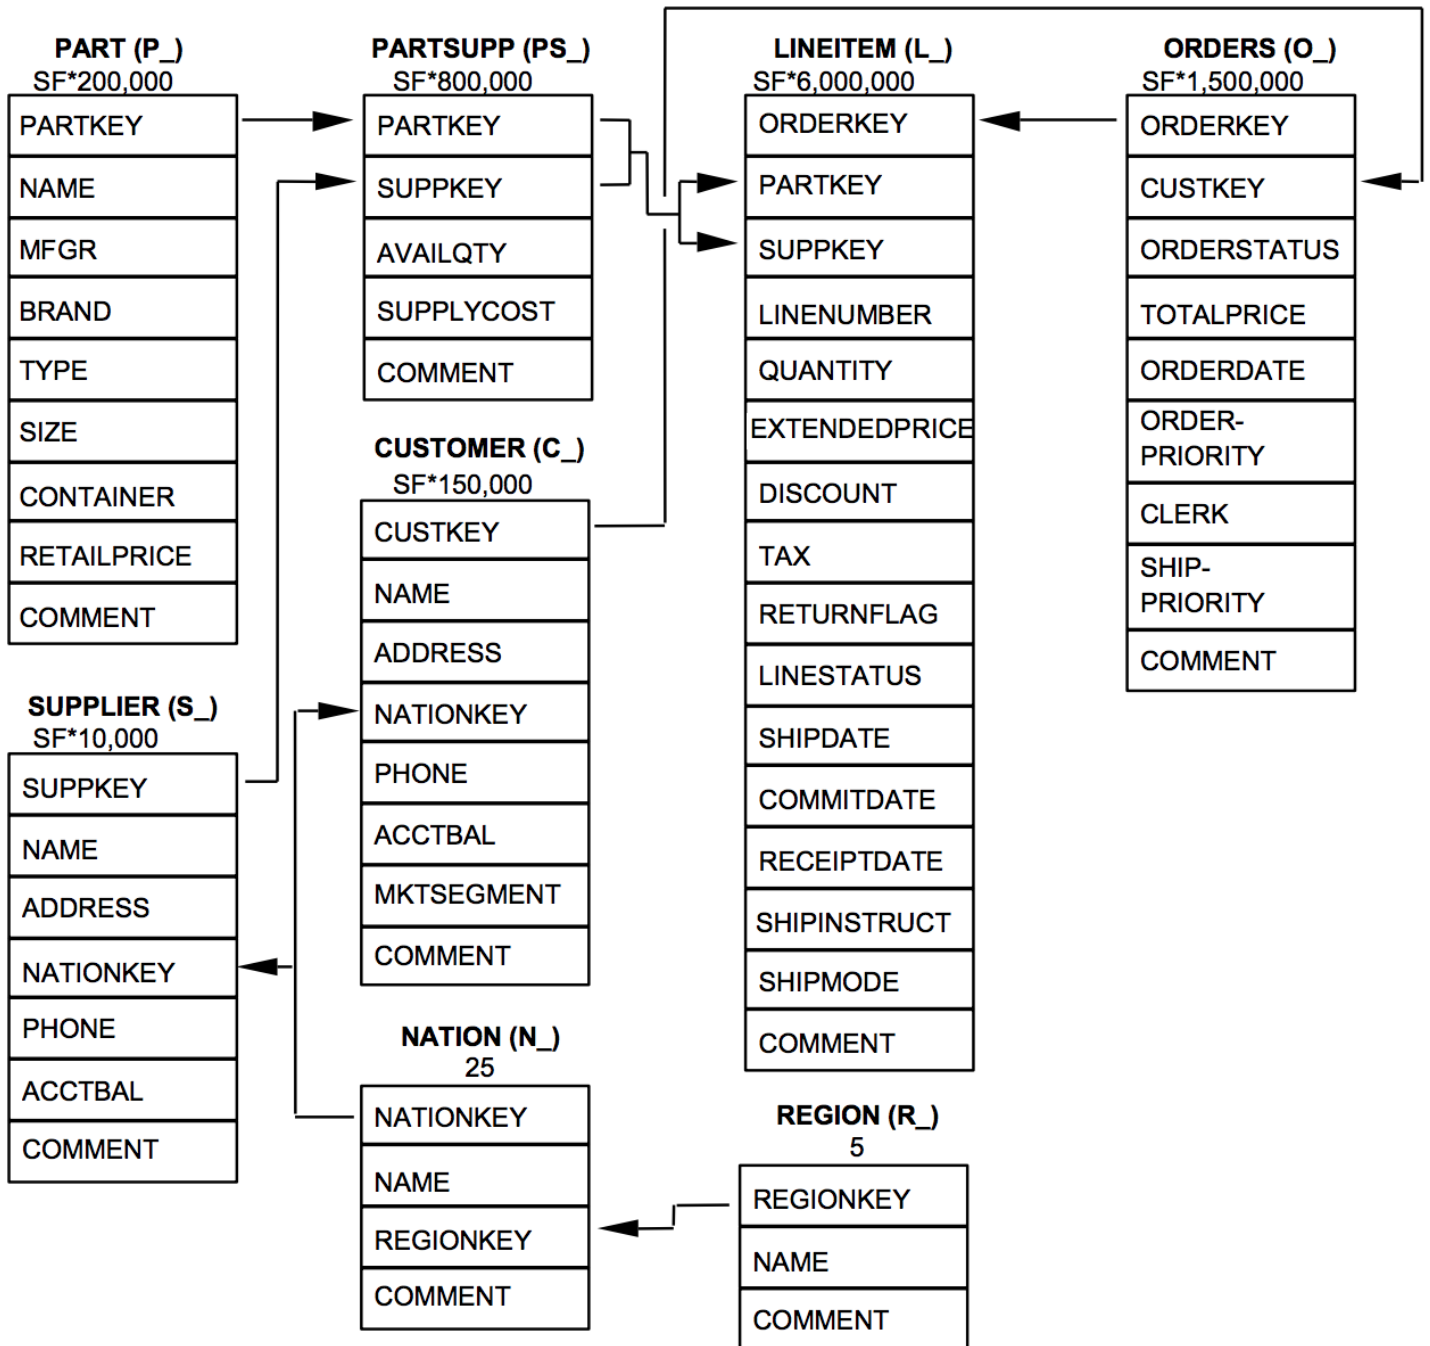 PART (P_)
SF*200,000
PARTKEY
NAME
MFGR
BRAND
TYPE
SIZE
CONTAINER
RETAILPRICE
COMMENT
SUPPLIER (S_)
SF*10,000
SUPPKEY
NAME
ADDRESS
NATIONKEY
PHONE
ACCTBAL
COMMENT
PARTSUPP (PS_)
SF*800,000
PARTKEY
SUPPKEY
AVAILQTY
SUPPLYCOST
COMMENT
CUSTOMER (C_)
SF*150,000
CUSTKEY
NAME
ADDRESS
NATIONKEY
PHONE
ACCTBAL
MKTSEGMENT
COMMENT
NATION (N_)
25
NATIONKEY
NAME
REGIONKEY
COMMENT
LINEITEM (L_)
SF*6,000,000
ORDERKEY
PARTKEY
SUPPKEY
LINENUMBER
QUANTITY
EXTENDEDPRICE
DISCOUNT
TAX
RETURNFLAG
LINESTATUS
SHIPDATE
COMMITDATE
RECEIPTDATE
SHIPINSTRUCT
SHIPMODE
COMMENT
REGION (R_)
5
REGIONKEY
NAME
COMMENT
ORDERS (O_)
SF*1,500,000
ORDERKEY
CUSTKEY
ORDERSTATUS
TOTALPRICE
ORDERDATE
ORDER-
PRIORITY
CLERK
SHIP-
PRIORITY
COMMENT